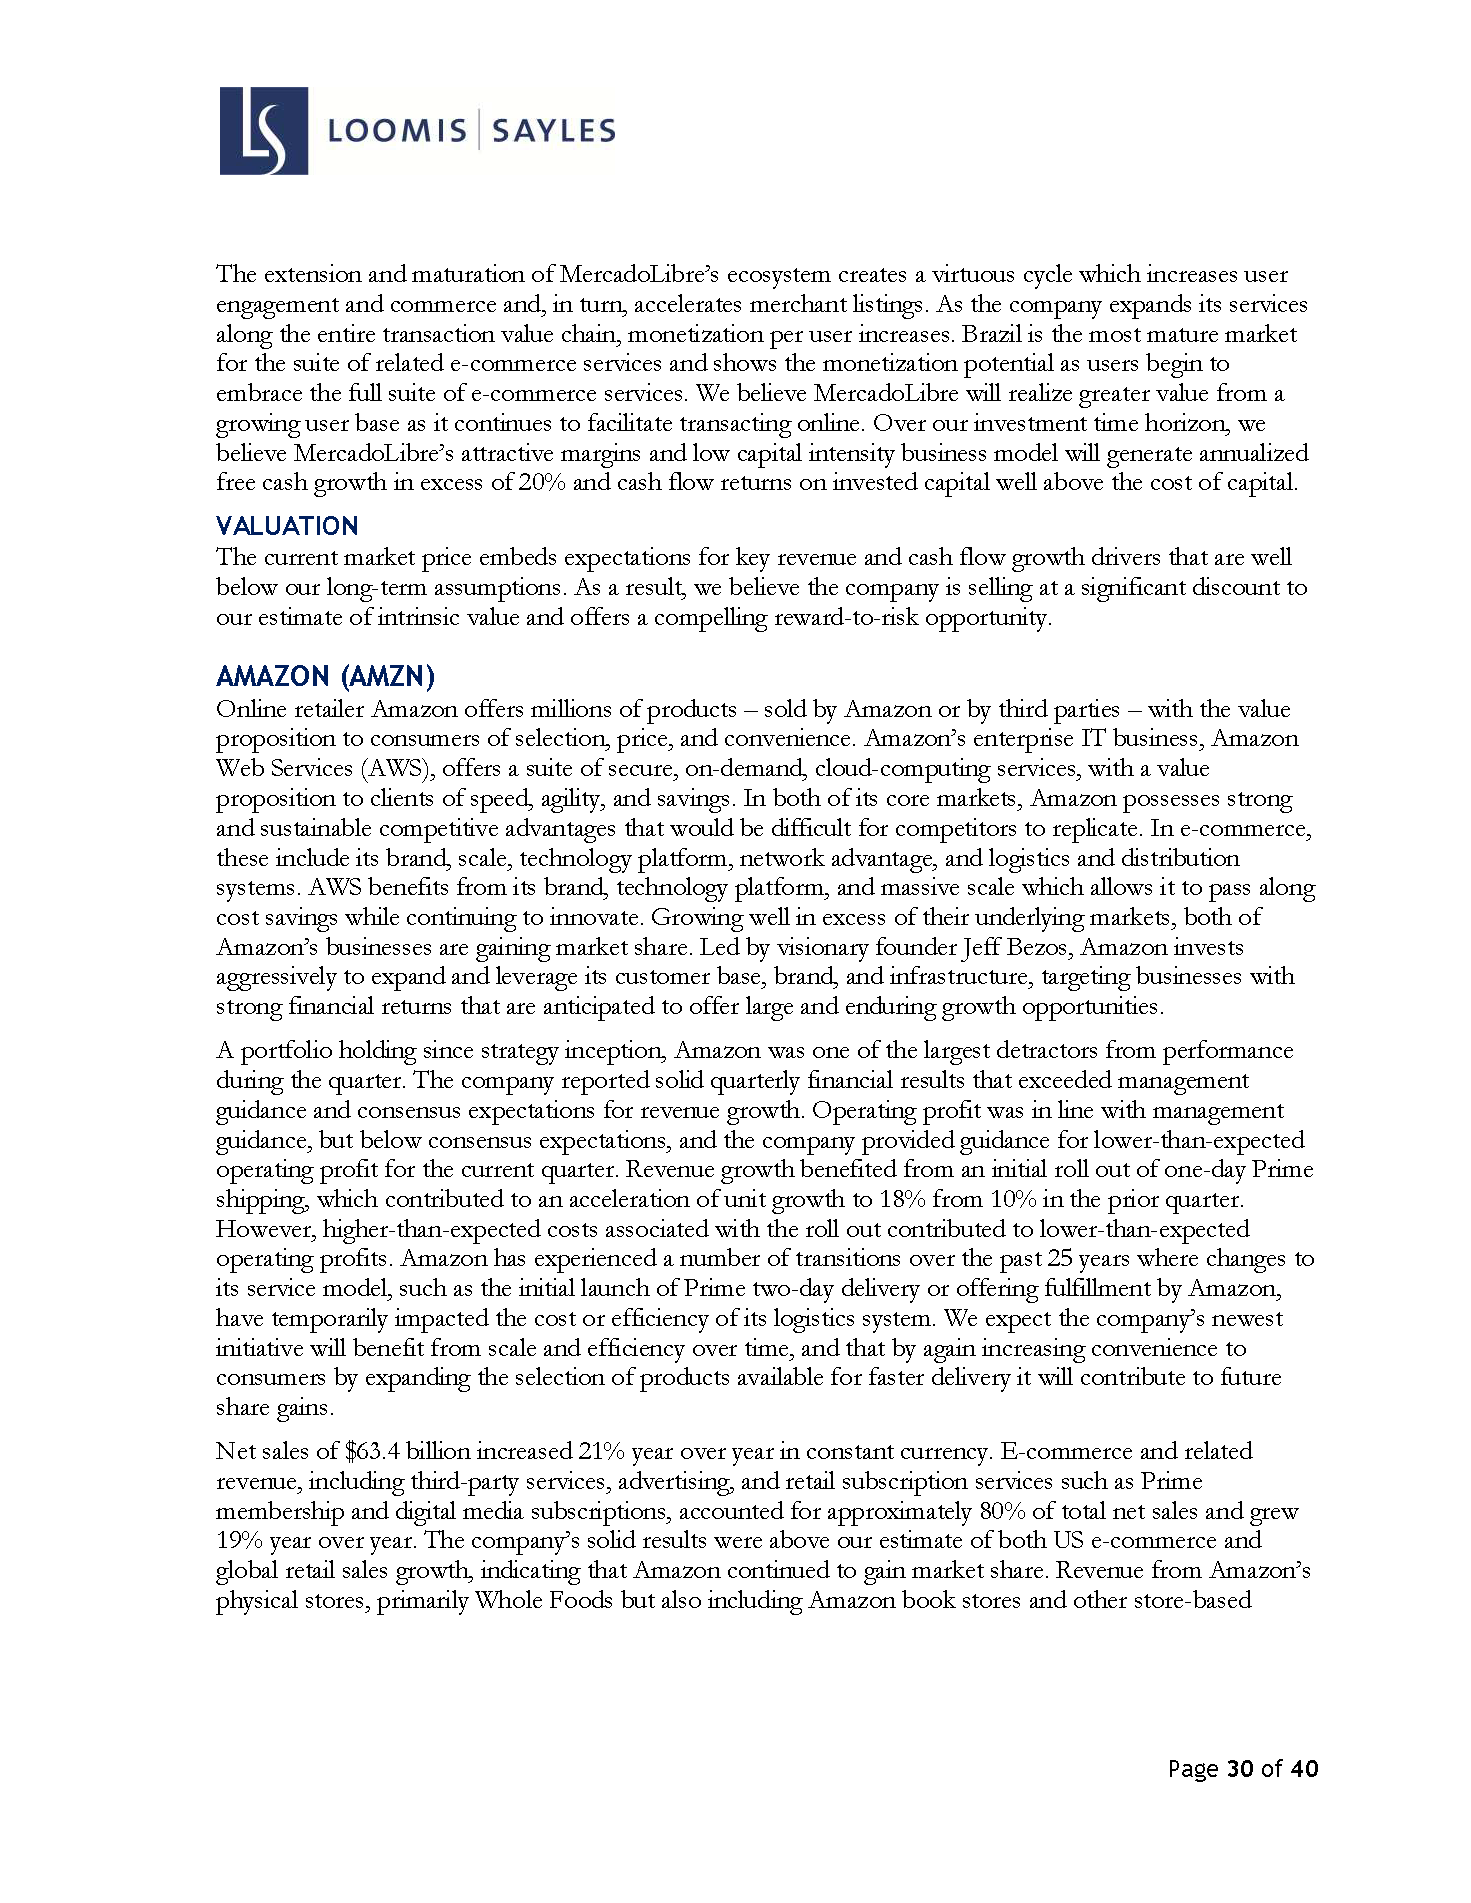 LS LOOMIS | SAYLES
The extension and maturation of MercadoLibre’s ecosystem creates a virtuous cycle which increases user
engagement and commerce and, in turn, accelerates merchant listings. As the company expands its services
along the entire transaction value chain, monetization per user increases. Brazil is the most mature market
for the suite of related e-commerce services and shows the monetization potential as users begin to
embrace the full suite of e-commerce services. We believe MercadoLibre will realize greater value from a
growing user base as it continues to facilitate transacting online. Over our investment time horizon, we
believe MercadoLibre’s attractive margins and low capital intensity business model will generate annualized
free cash growth in excess of 20% and cash flow returns on invested capital well above the cost of capital.
VALUATION
The current market price embeds expectations for key revenue and cash flow growth drivers that are well
below our long-term assumptions. As a result, we believe the company is selling at a significant discount to
our estimate of intrinsic value and offers a compelling reward-to-risk opportunity.
AMAZON (AMZN)
Online retailer Amazon offers millions of products – sold by Amazon or by third parties – with the value
proposition to consumers of selection, price, and convenience. Amazon’s enterprise IT business, Amazon
Web Services (AWS), offers a suite of secure, on-demand, cloud-computing services, with a value
proposition to clients of speed, agility, and savings. In both of its core markets, Amazon possesses strong
and sustainable competitive advantages that would be difficult for competitors to replicate. In e-commerce,
these include its brand, scale, technology platform, network advantage, and logistics and distribution
systems. AWS benefits from its brand, technology platform, and massive scale which allows it to pass along
cost savings while continuing to innovate. Growing well in excess of their underlying markets, both of
Amazon’s businesses are gaining market share. Led by visionary founder Jeff Bezos, Amazon invests
aggressively to expand and leverage its customer base, brand, and infrastructure, targeting businesses with
strong financial returns that are anticipated to offer large and enduring growth opportunities.
A portfolio holding since strategy inception, Amazon was one of the largest detractors from performance
during the quarter. The company reported solid quarterly financial results that exceeded management
guidance and consensus expectations for revenue growth. Operating profit was in line with management
guidance, but below consensus expectations, and the company provided guidance for lower-than-expected
operating profit for the current quarter. Revenue growth benefited from an initial roll out of one-day Prime
shipping, which contributed to an acceleration of unit growth to 18% from 10% in the prior quarter.
However, higher-than-expected costs associated with the roll out contributed to lower-than-expected
operating profits. Amazon has experienced a number of transitions over the past 25 years where changes to
its service model, such as the initial launch of Prime two-day delivery or offering fulfillment by Amazon,
have temporarily impacted the cost or efficiency of its logistics system. We expect the company’s newest
initiative will benefit from scale and efficiency over time, and that by again increasing convenience to
consumers by expanding the selection of products available for faster delivery it will contribute to future
share gains.
Net sales of $63.4 billion increased 21% year over year in constant currency. E-commerce and related
revenue, including third-party services, advertising, and retail subscription services such as Prime
membership and digital media subscriptions, accounted for approximately 80% of total net sales and grew
19% year over year. The company’s solid results were above our estimate of both US e-commerce and
global retail sales growth, indicating that Amazon continued to gain market share. Revenue from Amazon’s
physical stores, primarily Whole Foods but also including Amazon book stores and other store-based
Page 30 of 40